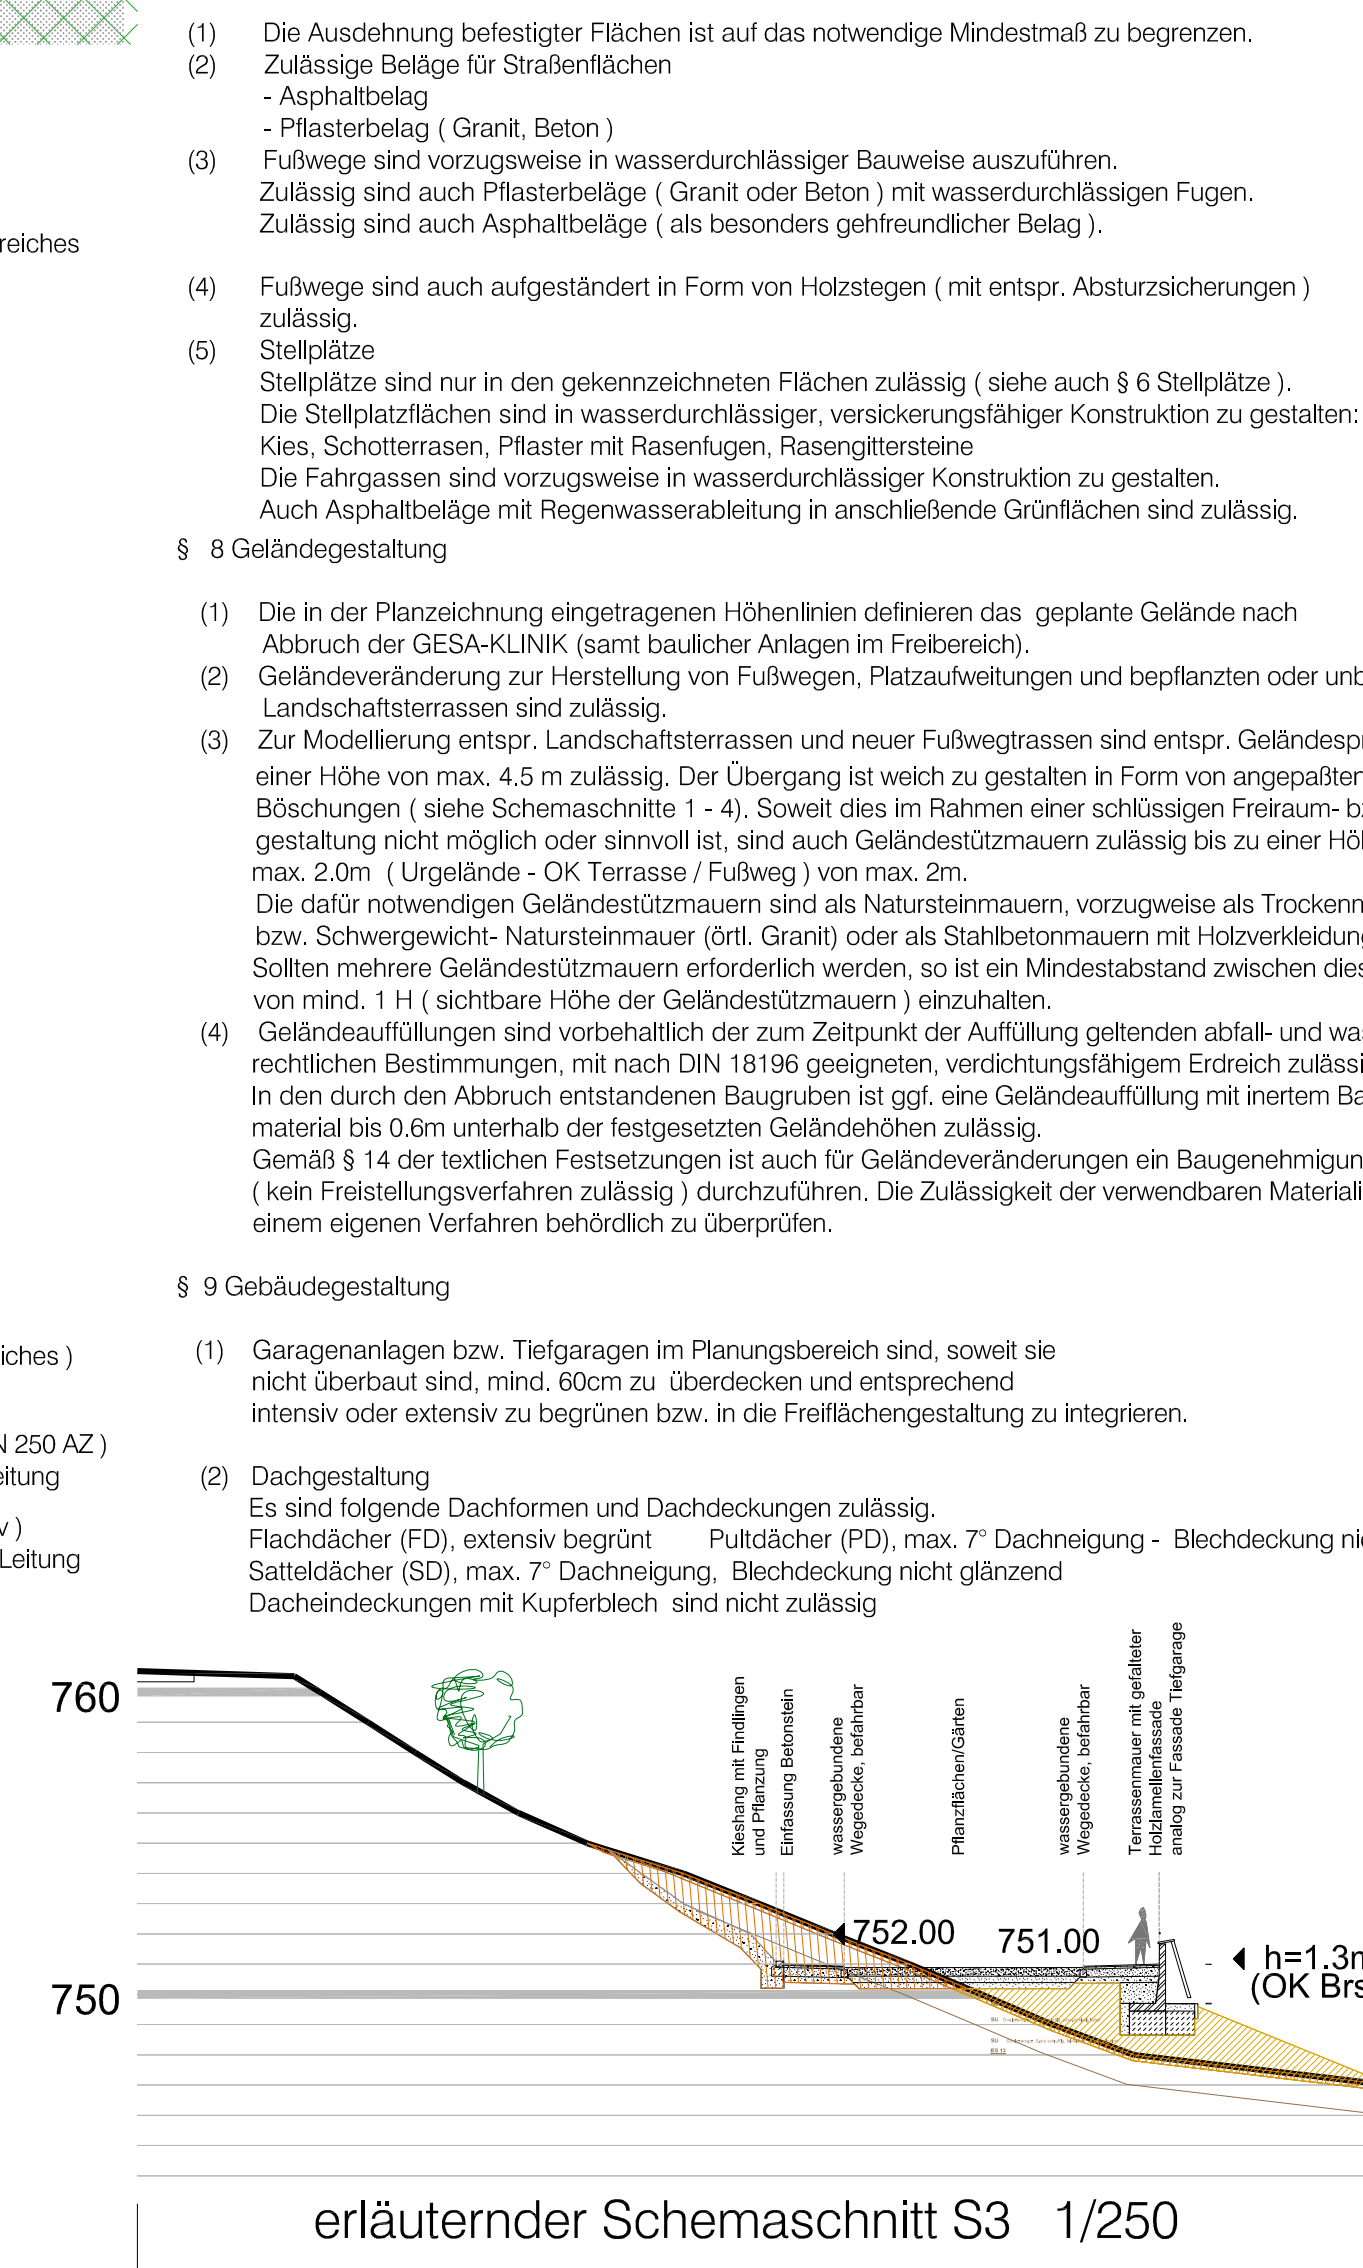 (1) Die Ausdehnung befestigter Flächen ist auf das notwendige Mindestmaß zu begrenzen.
(2) Zulässige Beläge für Straßenflächen
- Asphaltbelag
- Pflasterbelag ( Granit, Beton )
(3) Fußwege sind vorzugsweise in wasserdurchlässiger Bauweise auszuführen.
Zulässig sind auch Pflasterbeläge ( Granit oder Beton ) mit wasserdurchlässigen Fugen.
Zulässig sind auch Asphaltbeläge ( als besonders gehfreundlicher Belag ).
reiches
(4) Fußwege sind auch aufgeständert in Form von Holzstegen ( mit entspr. Absturzsicherungen )
zulässig.
(5) Stellplätze
Stellplätze sind nur in den gekennzeichneten Flächen zulässig ( siehe auch § 6 Stellplätze ).
Die Stellplatzflächen sind in wasserdurchlässiger, versickerungsfähiger Konstruktion zu gestalten:
Kies, Schotterrasen, Pflaster mit Rasenfugen, Rasengittersteine
Die Fahrgassen sind vorzugsweise in wasserdurchlässiger Konstruktion zu gestalten.
Auch Asphaltbeläge mit Regenwasserableitung in anschließende Grünflächen sind zulässig.
§ 8 Geländegestaltung
(1) Die in der Planzeichnung eingetragenen Höhenlinien definieren das geplante Gelände nach
Abbruch der GESA-KLINIK (samt baulicher Anlagen im Freibereich).
(2) Geländeveränderung zur Herstellung von Fußwegen, Platzaufweitungen und bepflanzten oder unb
Landschaftsterrassen sind zulässig.
(3) Zur Modellierung entspr. Landschaftsterrassen und neuer Fußwegtrassen sind entspr. Geländespr
einer Höhe von max. 4.5 m zulässig. Der Übergang ist weich zu gestalten in Form von angepaßten
Böschungen ( siehe Schemaschnitte 1 - 4). Soweit dies im Rahmen einer schlüssigen Freiraum- b
gestaltung nicht möglich oder sinnvoll ist, sind auch Geländestützmauern zulässig bis zu einer Höh
max. 2.0m ( Urgelände - OK Terrasse / Fußweg ) von max. 2m.
Die dafür notwendigen Geländestützmauern sind als Natursteinmauern, vorzugweise als Trockenm
bzw. Schwergewicht- Natursteinmauer (örtl. Granit) oder als Stahlbetonmauern mit Holzverkleidung
Sollten mehrere Geländestützmauern erforderlich werden, so ist ein Mindestabstand zwischen dies
von mind. 1 H ( sichtbare Höhe der Geländestützmauern ) einzuhalten.
(4) Geländeauffüllungen sind vorbehaltlich der zum Zeitpunkt der Auffüllung geltenden abfall- und was
rechtlichen Bestimmungen, mit nach DIN 18196 geeigneten, verdichtungsfähigem Erdreich zulässi
In den durch den Abbruch entstandenen Baugruben ist ggf. eine Geländeauffüllung mit inertem Ba
material bis 0.6m unterhalb der festgesetzten Geländehöhen zulässig.
Gemäß § 14 der textlichen Festsetzungen ist auch für Geländeveränderungen ein Baugenehmigun
( kein Freistellungsverfahren zulässig ) durchzuführen. Die Zulässigkeit der verwendbaren Materiali
einem eigenen Verfahren behördlich zu überprüfen.
§ 9 Gebäudegestaltung
(1) Garagenanlagen bzw. Tiefgaragen im Planungsbereich sind, soweit sie
nicht überbaut sind, mind. 60cm zu überdecken und entsprechend
intensiv oder extensiv zu begrünen bzw. in die Freiflächengestaltung zu integrieren.
iches )
N 250 AZ )
eitung
v )
Leitung
(2) Dachgestaltung
Es sind folgende Dachformen und Dachdeckungen zulässig.
Flachdächer (FD), extensiv begrünt Pultdächer (PD), max. 7° Dachneigung - Blechdeckung nic
Satteldächer (SD), max. 7° Dachneigung, Blechdeckung nicht glänzend
Dacheindeckungen mit Kupferblech sind nicht zulässig
760
750
Kieshang mit Findlingen
und Pflanzung
Einfassung Betonstein
wassergebundene
Wegedecke, befahrbar
Pflanzflächen/Gärten
wassergebundene
Wegedecke, befahrbar
Terrassenmauer mit gefalteter
Holzlamellenfassade
analog zur Fassade Tiefgarage
752.00
751.00
h=1.3m
(OK Brs
erläuternder Schemaschnitt S3 1/250